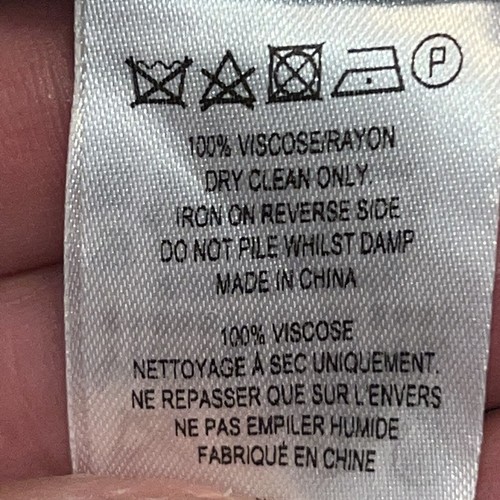 P
100% VISCOSE/RAYON
DRY CLEAN ONLY.
IRON ON REVERSE SIDE
DO NOT PILE WHILST DAMP
MADE IN CHINA
100% VISCOSE
NETTOYAGE À SEC UNIQUEMENT.
NE REPASSER QUE SUR L'ENVERS
NE PAS EMPILER HUMIDE
FABRIQUÉ EN CHINE